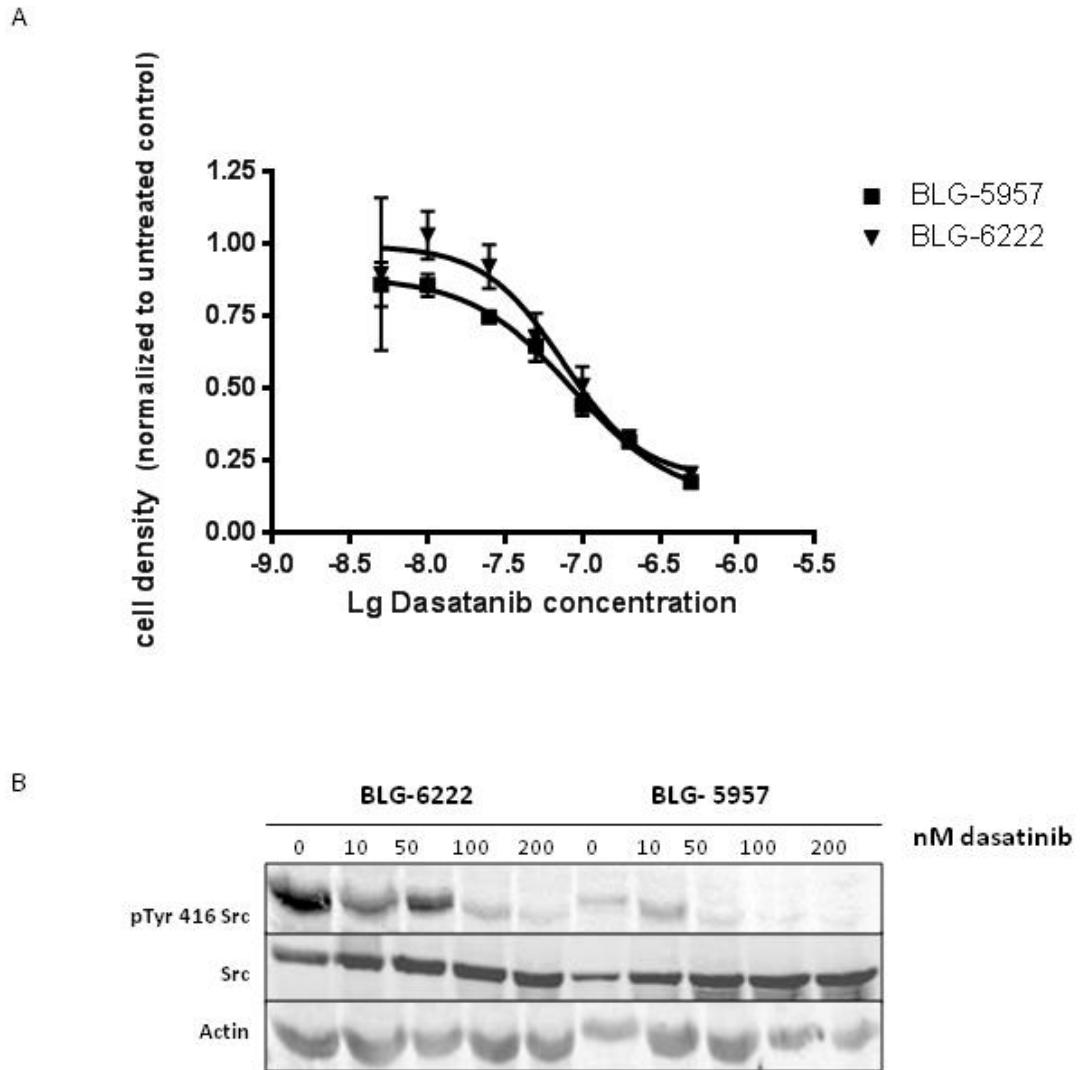 A
cell density (normalized to untreated control)
1.25
1.00
0.75
0.50
0.25
0.00
-9.0 -8.5 -8.0 -7.5 -7.0 -6.5 -6.0 -5.5
Lg Dasatanib concentration
BLG-5957
BLG-6222
B
BLG-6222 BLG- 5957
0 10 50 100 200 0 10 50 100 200 nM dasatinib
pTyr 416 Src
Src
Actin